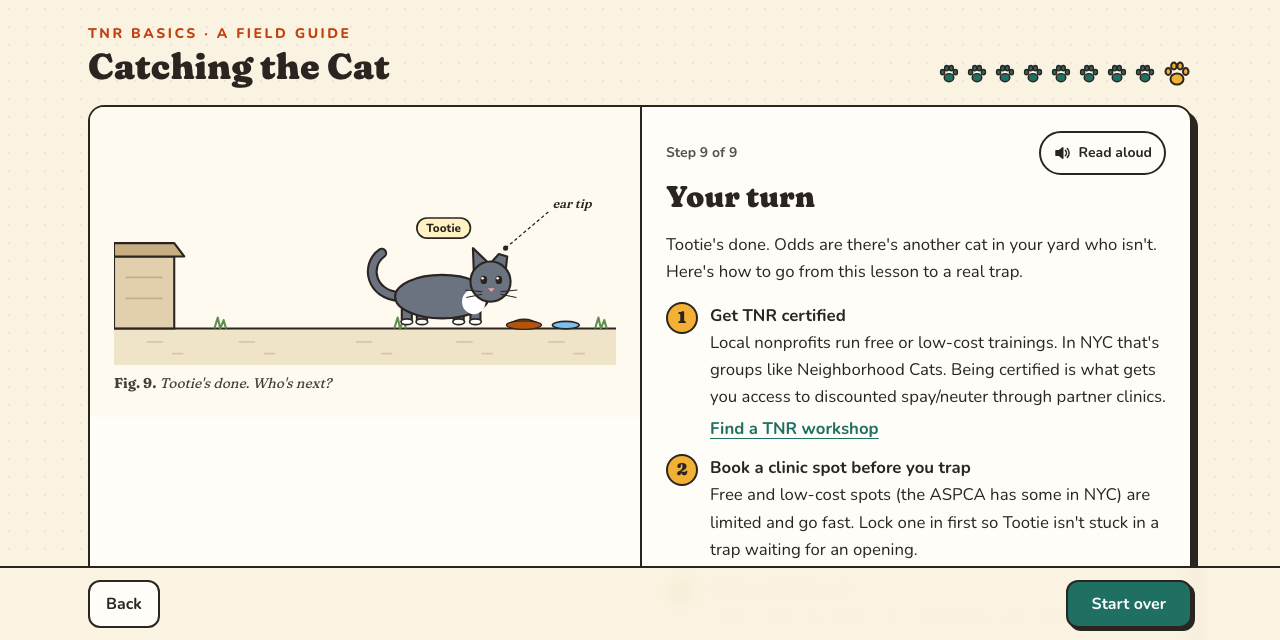 TNR BASICS · A FIELD GUIDE
Catching the Cat
ear tip
Tootie
Fig. 9. Tootie's done. Who's next?
Step 9 of 9
Read aloud
Your turn
Tootie's done. Odds are there's another cat in your yard who isn't.
Here's how to go from this lesson to a real trap.
1
Get TNR certified
Local nonprofits run free or low-cost trainings. In NYC that's
groups like Neighborhood Cats. Being certified is what gets
you access to discounted spay/neuter through partner clinics.
Find a TNR workshop
2
Book a clinic spot before you trap
Free and low-cost spots (the ASPCA has some in NYC) are
limited and go fast. Lock one in first so Tootie isn't stuck in a
trap waiting for an opening.
Back
Start over